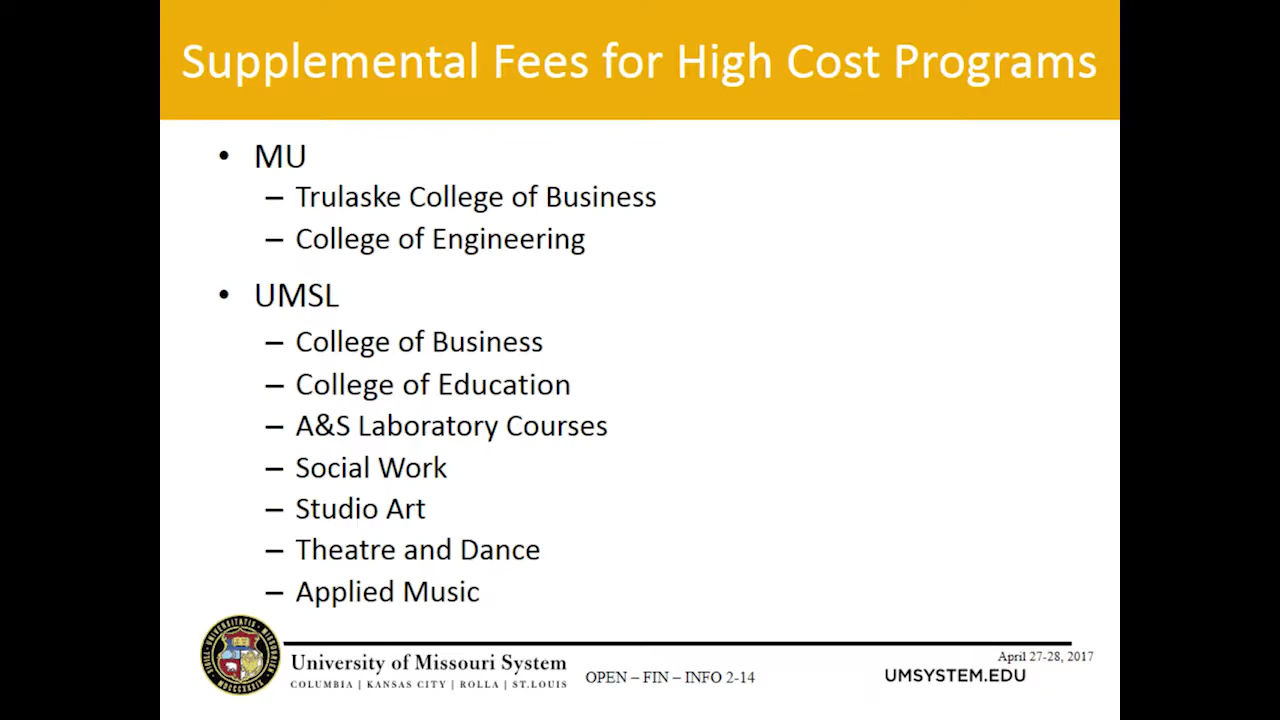 Supplemental Fees for High Cost Programs
• MU
– Trulaske College of Business
– College of Engineering
• UMSL
– College of Business
– College of Education
– A&S Laboratory Courses
– Social Work
– Studio Art
– Theatre and Dance
– Applied Music
University of Missouri System
COLUMBIA | KANSAS CITY | ROLLA | ST.LOUIS
OPEN – FIN – INFO 2-14
April 27-28, 2017
UMSYSTEM.EDU